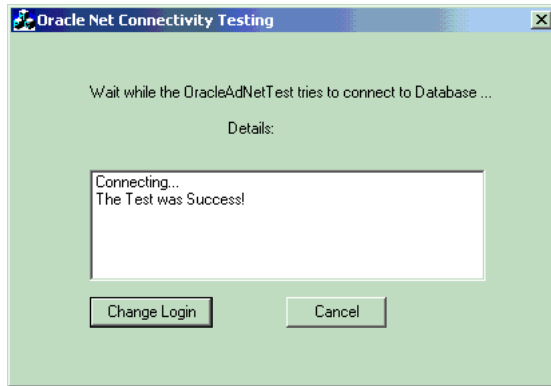 Oracle Net Connectivity Testing
Wait while the OracleAdNetTest tries to connect to Database ...
Details:
Connecting...
The Test was Success!
Change Login
Cancel